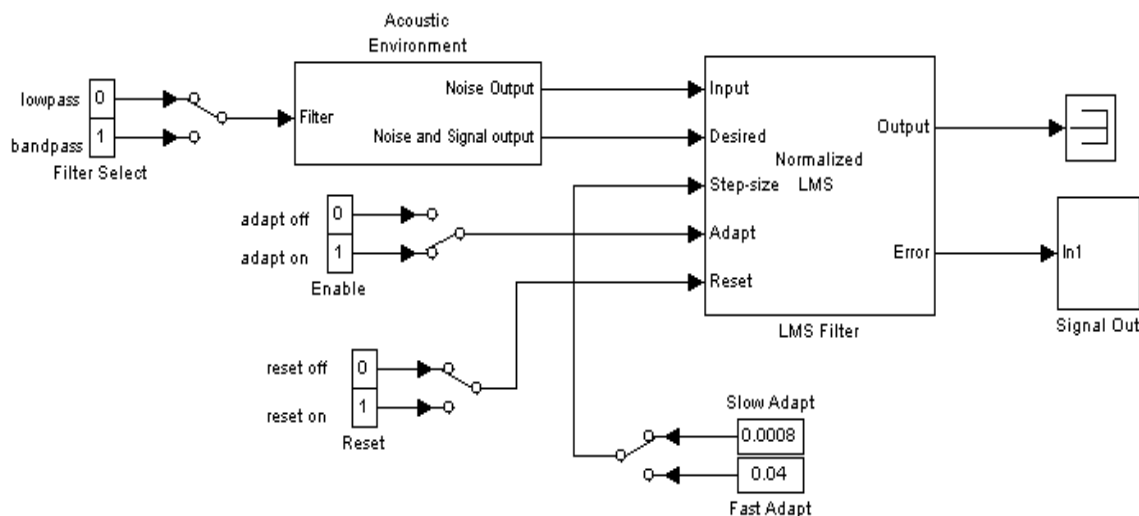 Acoustic
Environment
lowpass 0
bandpass 1
Filter Select
Filter
Noise Output
Noise and Signal output
Input
Desired
Step-size
Adapt
Reset
Normalized
LMS
Output
Error
LMS Filter
In1
Signal Out
adapt off 0
adapt on 1
Enable
reset off 0
reset on 1
Reset
Slow Adapt
0.0008
0.04
Fast Adapt